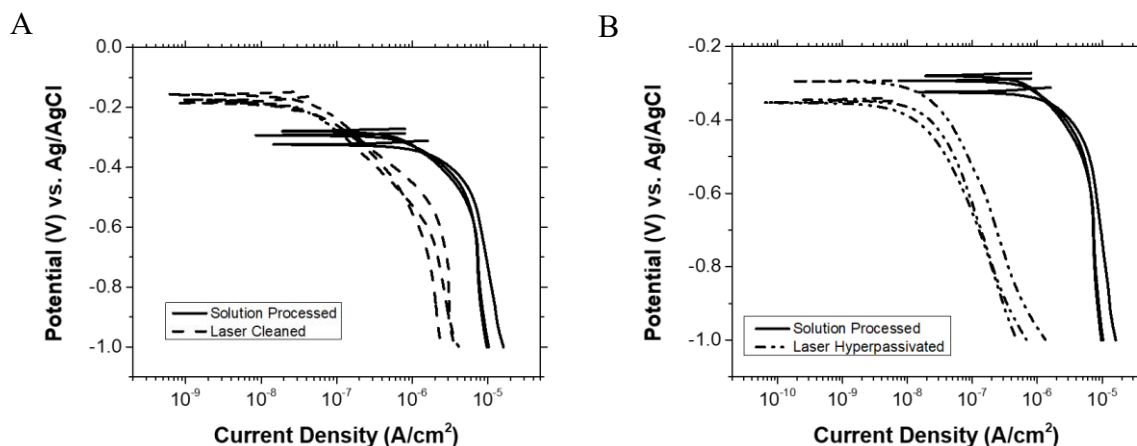 A
0.0
-0.2
-0.4
-0.6
-0.8
-1.0
Potential (V) vs. Ag/AgCl
Solution Processed
Laser Cleaned
10⁻⁹ 10⁻⁸ 10⁻⁷ 10⁻⁶ 10⁻⁵
Current Density (A/cm²)
B
-0.2
-0.4
-0.6
-0.8
-1.0
Potential (V) vs. Ag/AgCl
Solution Processed
Laser Hyperpassivated
10⁻¹⁰ 10⁻⁹ 10⁻⁸ 10⁻⁷ 10⁻⁶ 10⁻⁵
Current Density (A/cm²)